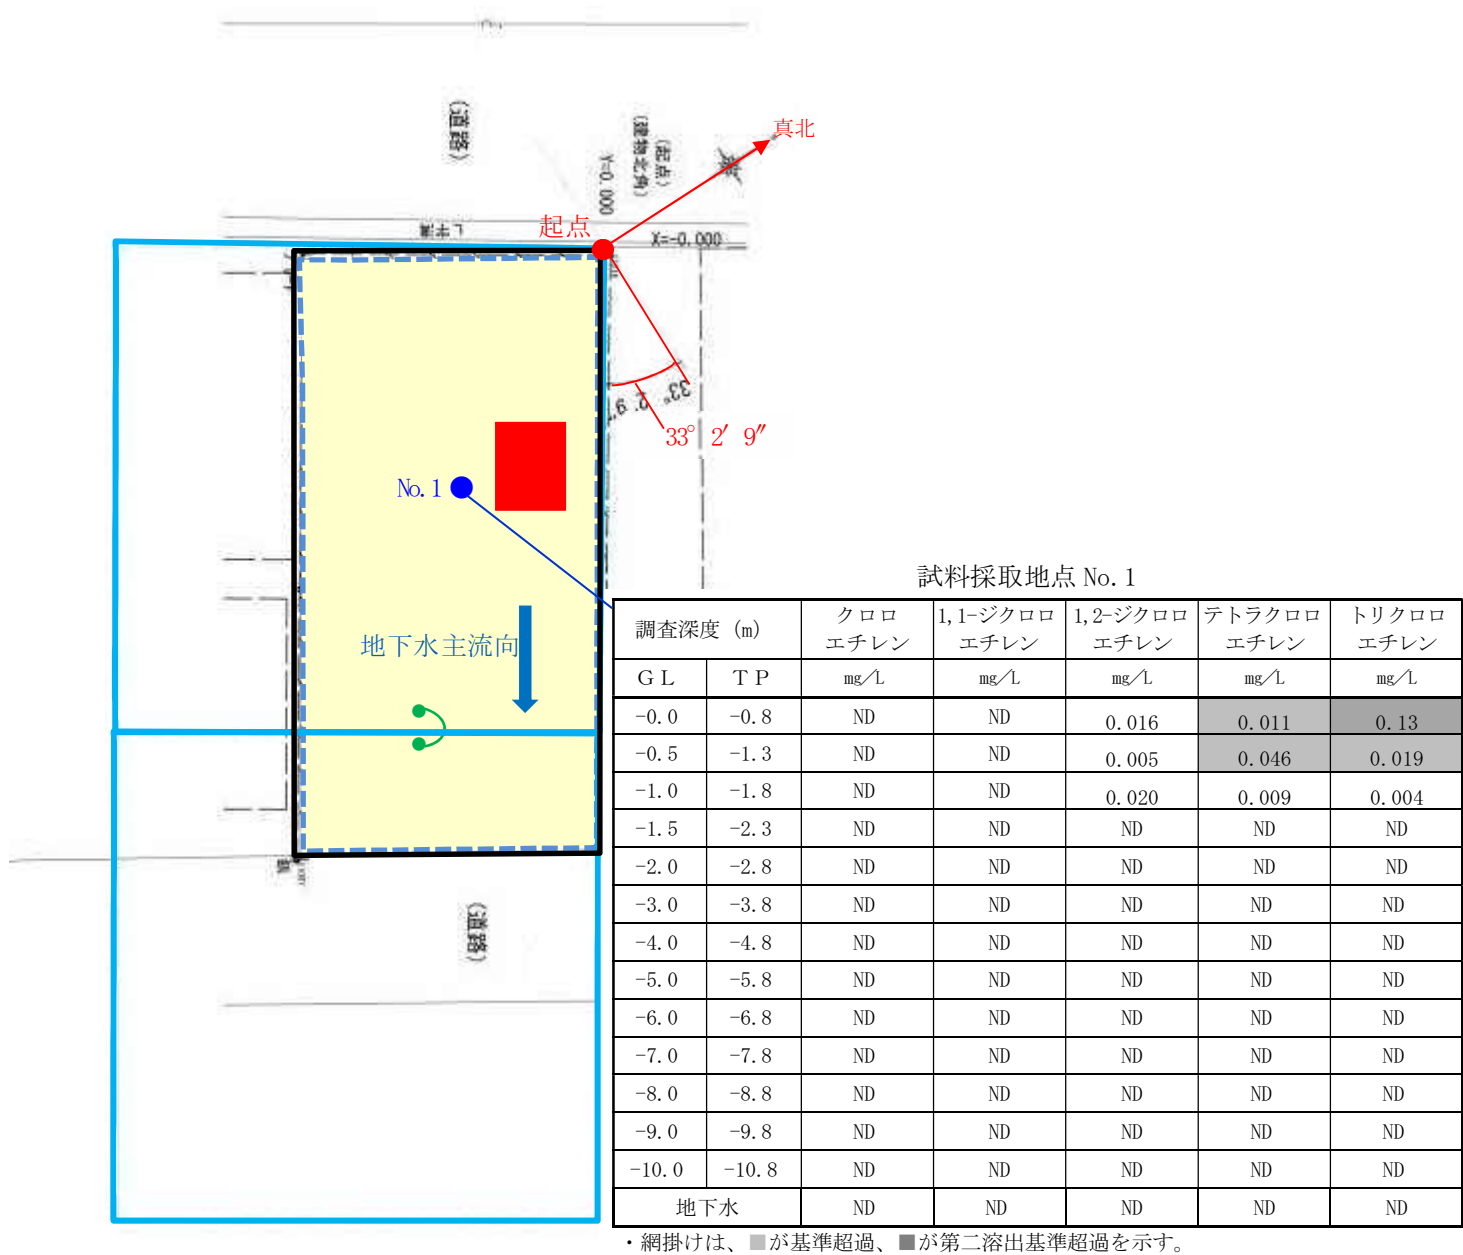 (道路)
(起点)
(建物北角)
Y=0.000
真北
起点
L字溝
X=-0.000
33° 2′ 9″
33° 2′ 9″
No.1
地下水主流向
(道路)
試料採取地点 No.1
調査深度 (m) クロロエチレン 1,1-ジクロロエチレン 1,2-ジクロロエチレン テトラクロロエチレン トリクロロエチレン
GL TP mg/L mg/L mg/L mg/L mg/L
-0.0 -0.8 ND ND 0.016 0.011 0.13
-0.5 -1.3 ND ND 0.005 0.046 0.019
-1.0 -1.8 ND ND 0.020 0.009 0.004
-1.5 -2.3 ND ND ND ND ND
-2.0 -2.8 ND ND ND ND ND
-3.0 -3.8 ND ND ND ND ND
-4.0 -4.8 ND ND ND ND ND
-5.0 -5.8 ND ND ND ND ND
-6.0 -6.8 ND ND ND ND ND
-7.0 -7.8 ND ND ND ND ND
-8.0 -8.8 ND ND ND ND ND
-9.0 -9.8 ND ND ND ND ND
-10.0 -10.8 ND ND ND ND ND
地下水 ND ND ND ND ND
・網掛けは、■が基準超過、■が第二溶出基準超過を示す。